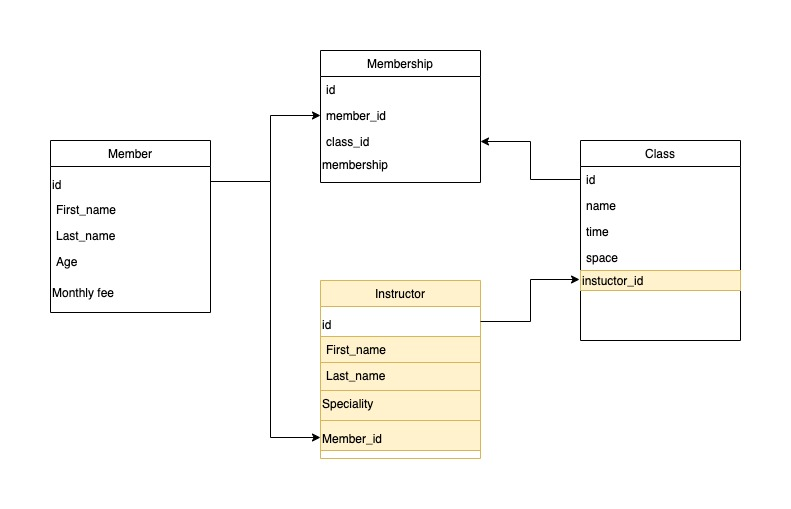 Membership
id
member_id
class_id
membership
Member
id
First_name
Last_name
Age
Monthly fee
Class
id
name
time
space
instuctor_id
Instructor
id
First_name
Last_name
Speciality
Member_id